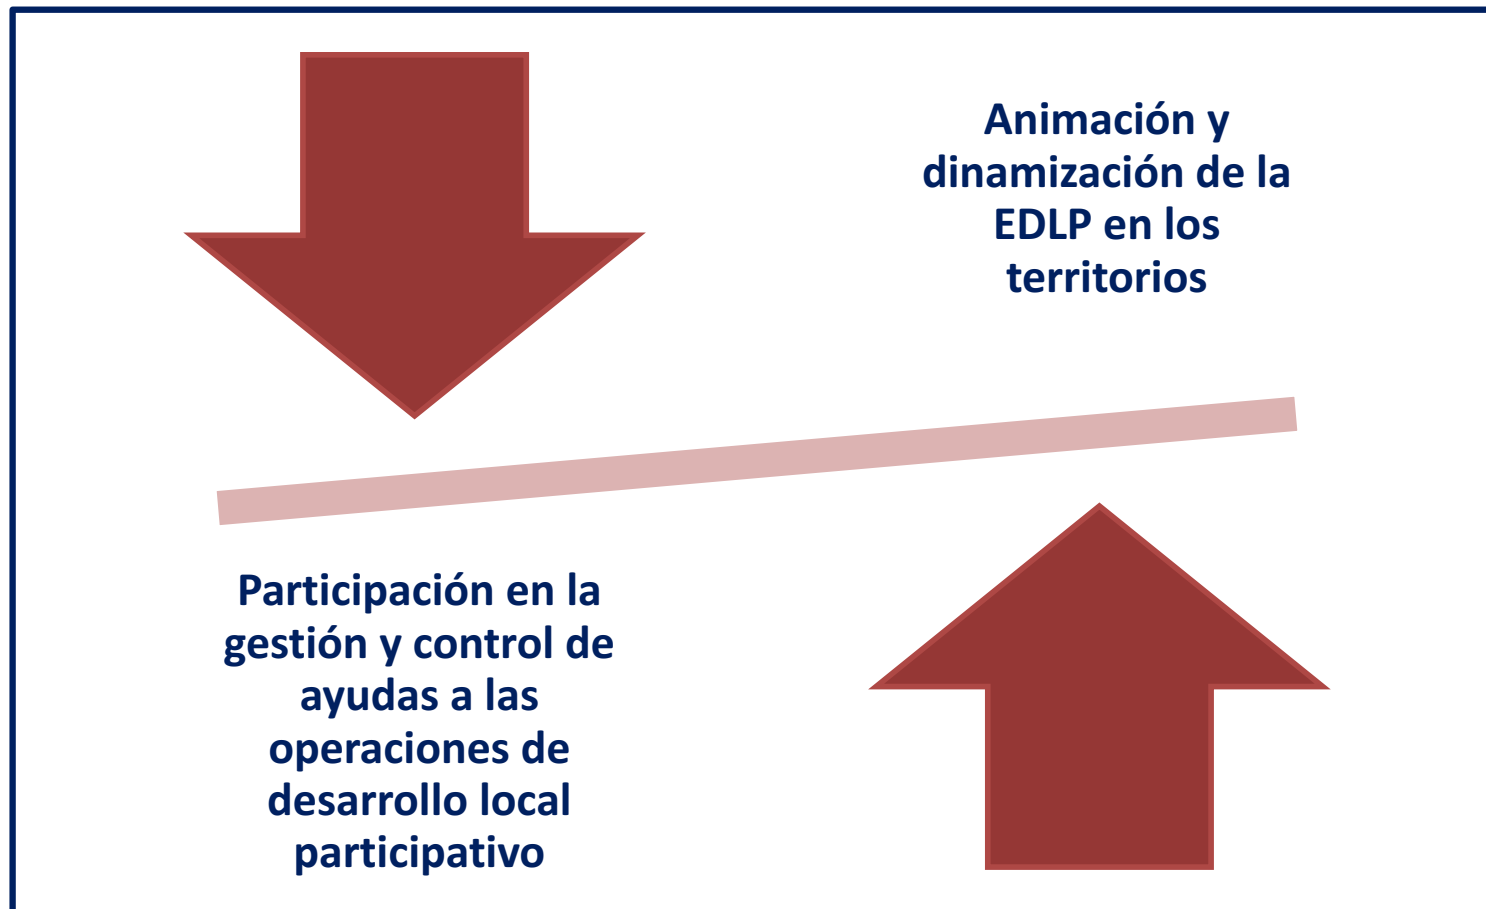 Animación y
dinamización de la
EDLP en los
territorios
Participación en la
gestión y control de
ayudas a las
operaciones de
desarrollo local
participativo